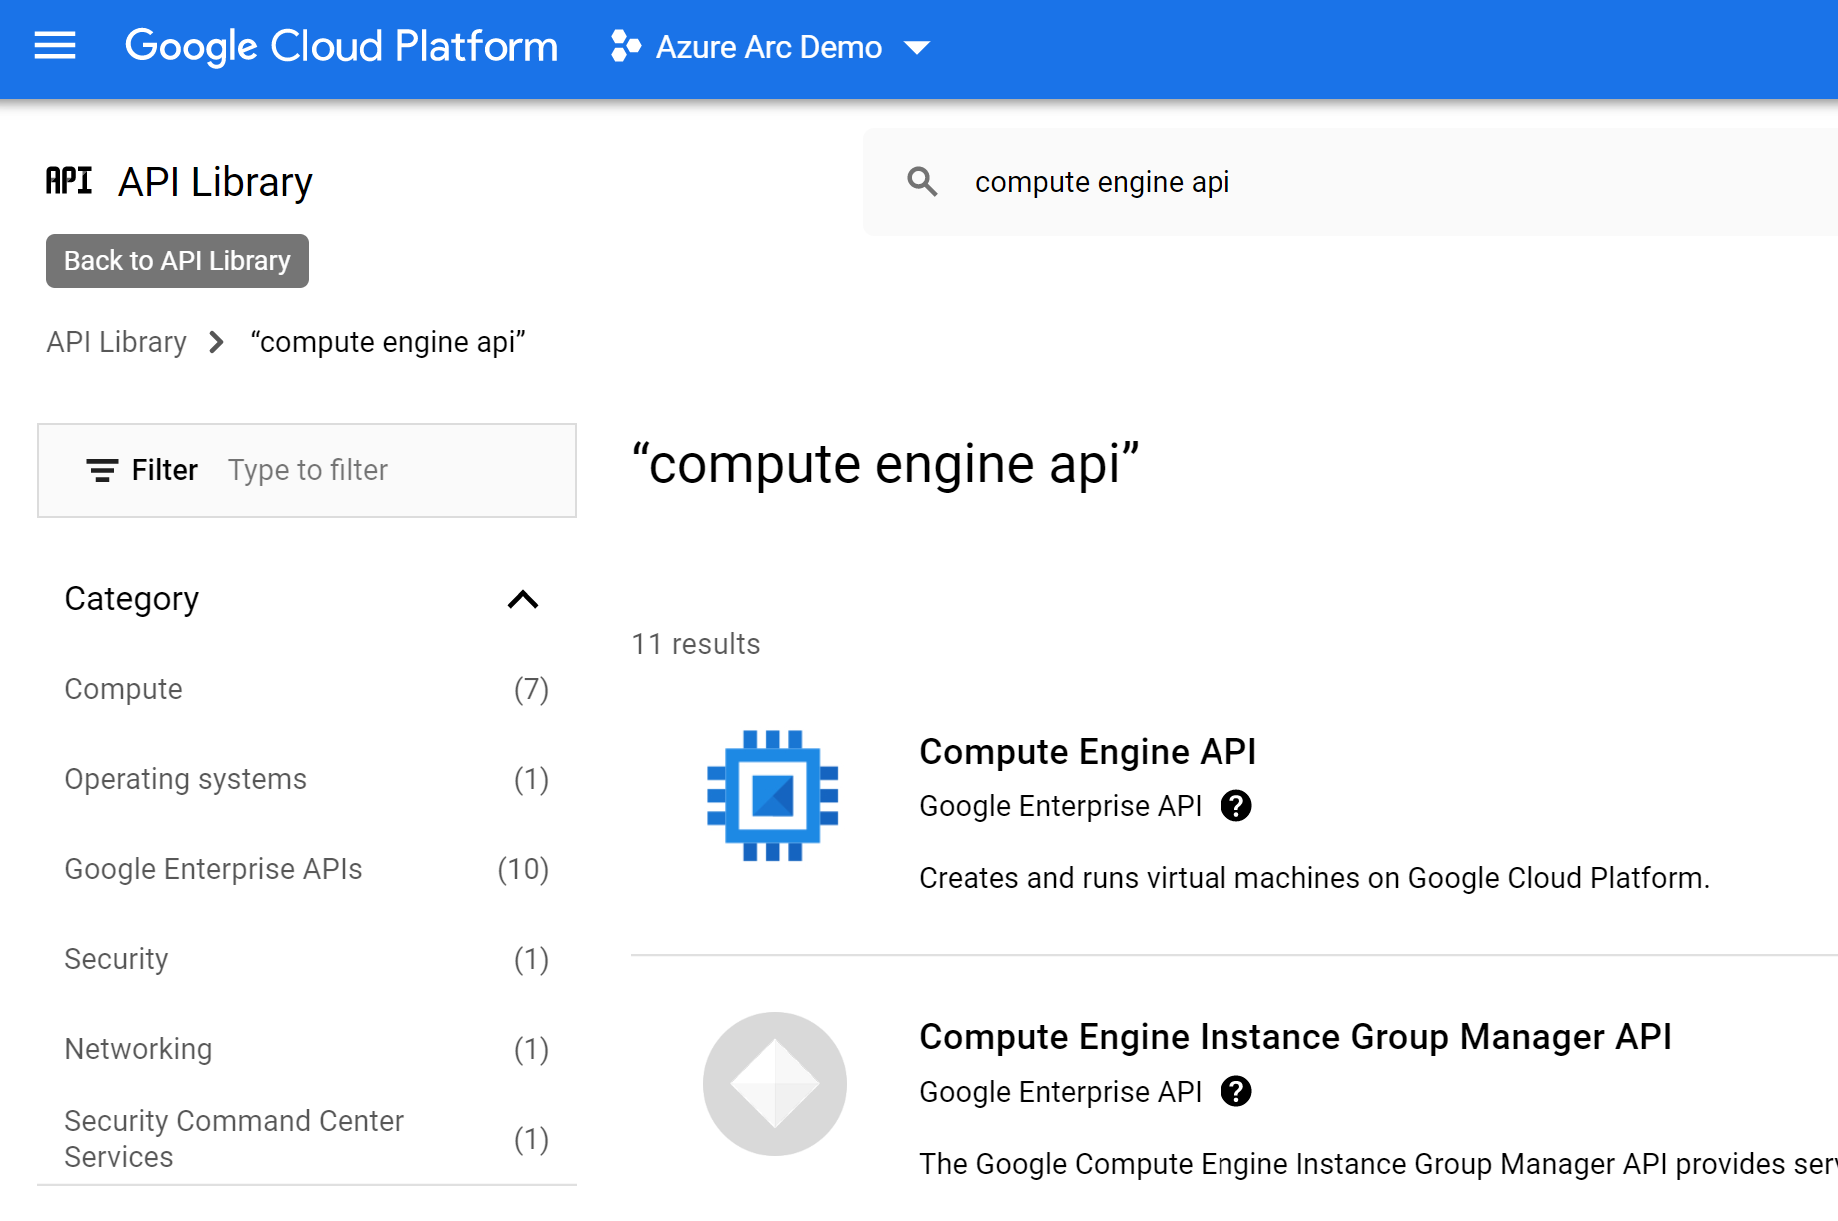 Google Cloud Platform
Azure Arc Demo
API
API Library
compute engine api
Back to API Library
API Library
“compute engine api”
Filter
Type to filter
“compute engine api”
Category
11 results
Compute
(7)
Operating systems
(1)
Google Enterprise APIs
(10)
Security
(1)
Networking
(1)
Security Command Center
Services
(1)
Compute Engine API
Google Enterprise API ?
Creates and runs virtual machines on Google Cloud Platform.
Compute Engine Instance Group Manager API
Google Enterprise API ?
The Google Compute Engine Instance Group Manager API provides